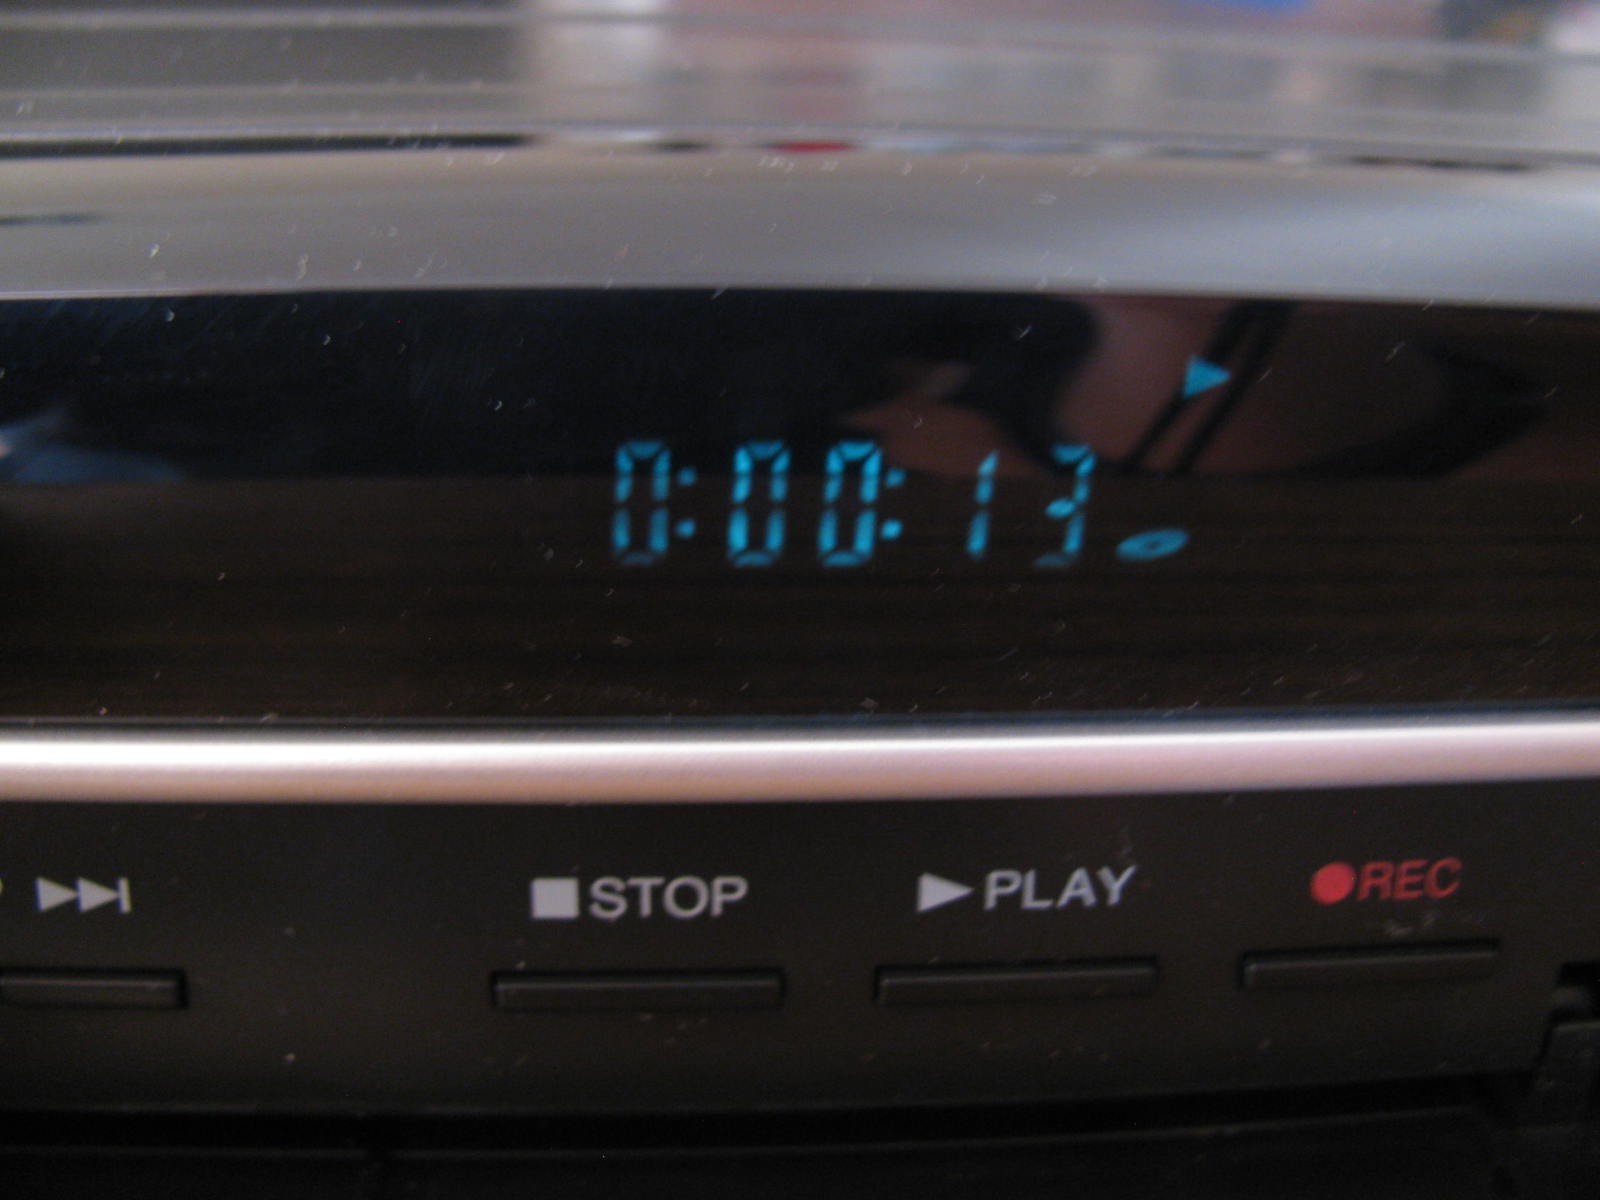 0:00:13
STOP PLAY REC